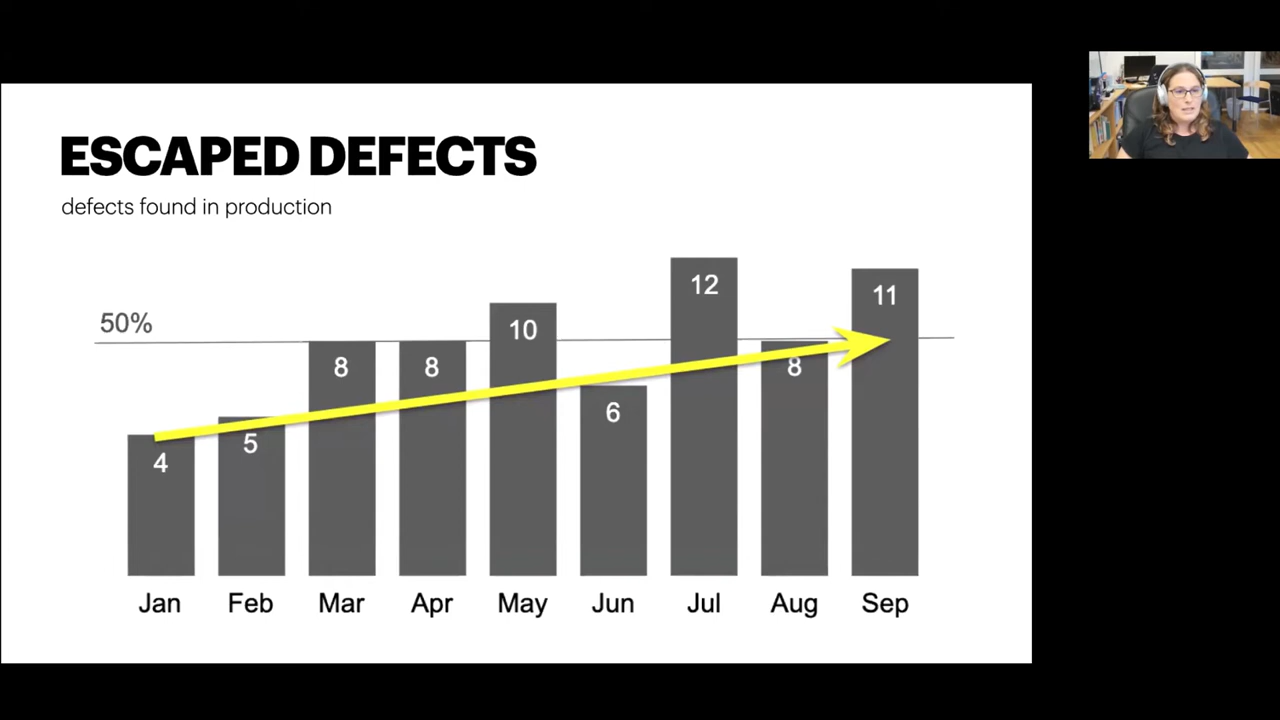 ESCAPED DEFECTS
defects found in production
50%
4
5
8
8
10
6
12
8
11
Jan
Feb
Mar
Apr
May
Jun
Jul
Aug
Sep